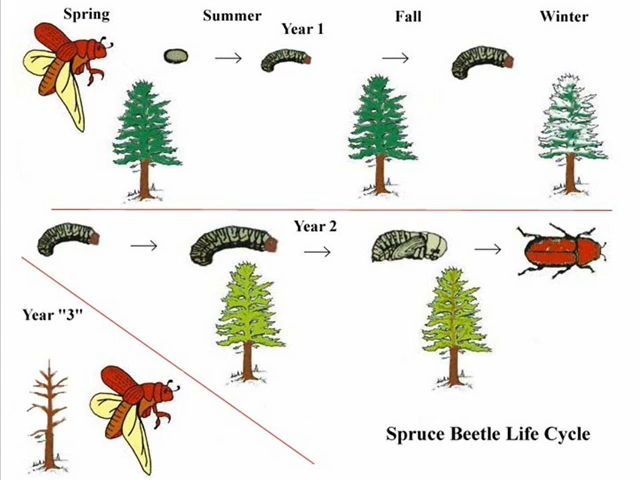 Spring
Summer
Fall
Winter
Year 1
Year 2
Year "3"
Spruce Beetle Life Cycle